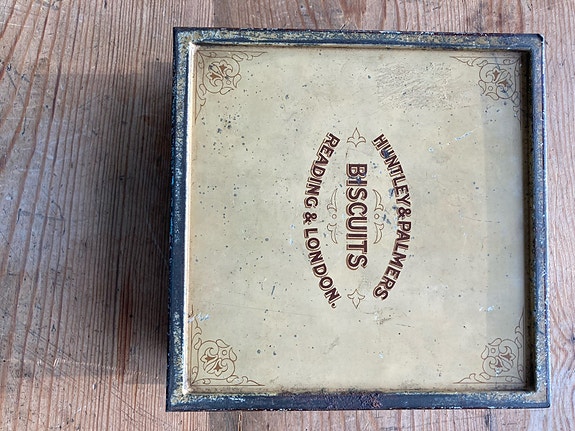 HUNTLEY & PALMERS
BISCUITS
READING & LONDON.